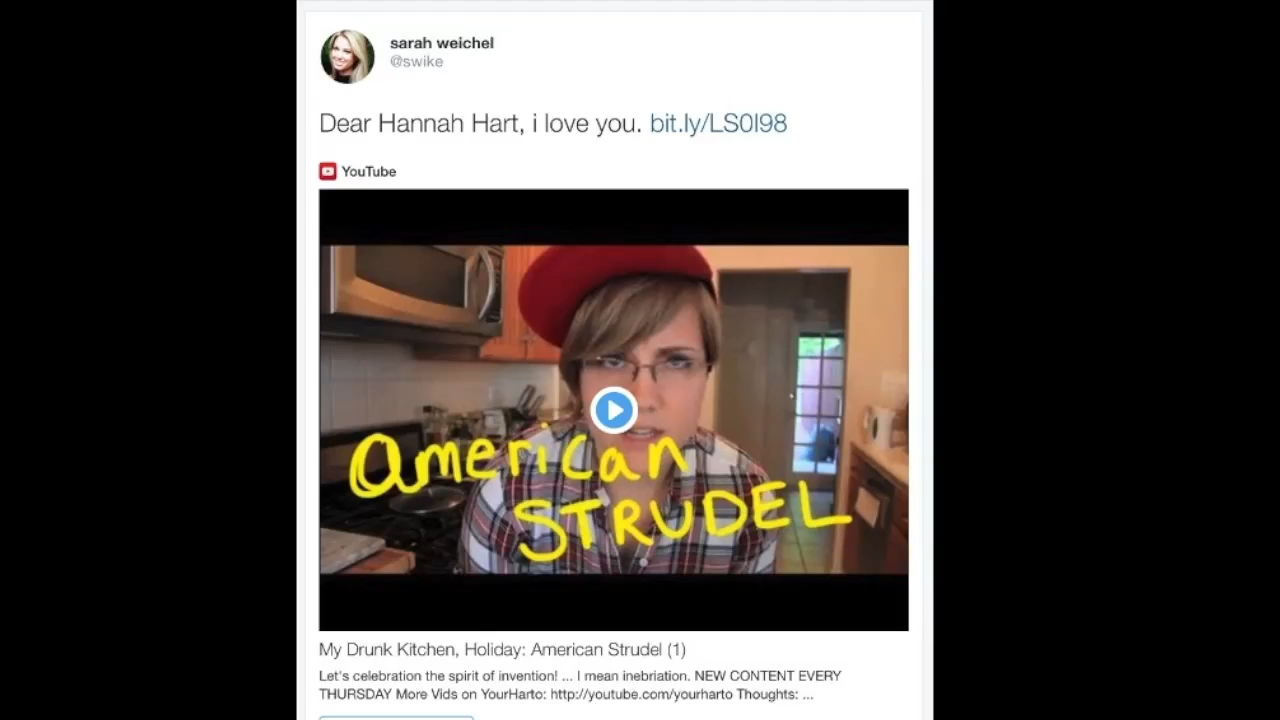 sarah weichel
@swike
Dear Hannah Hart, i love you. bit.ly/LS0l98
YouTube
American
STRUDEL
My Drunk Kitchen, Holiday: American Strudel (1)
Let's celebration the spirit of invention! ... I mean inebriation. NEW CONTENT EVERY
THURSDAY More Vids on YourHarto: http://youtube.com/yourharto Thoughts: ...